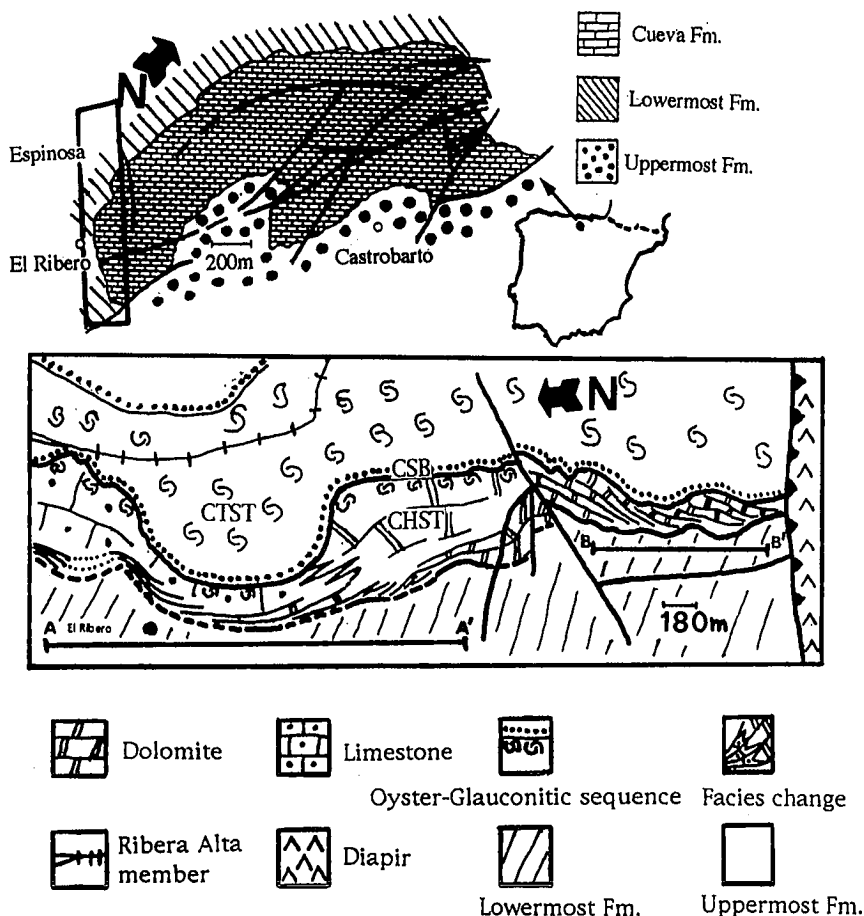 Cueva Fm.
Lowermost Fm.
Uppermost Fm.
N
Espinosa
El Ribero
200m
Castrobarto
N
CSB
CTST
CHST
B B'
A El Ribero A'
180m
Dolomite
Limestone
Oyster-Glauconitic sequence
Facies change
Ribera Alta
member
Diapir
Lowermost Fm.
Uppermost Fm.